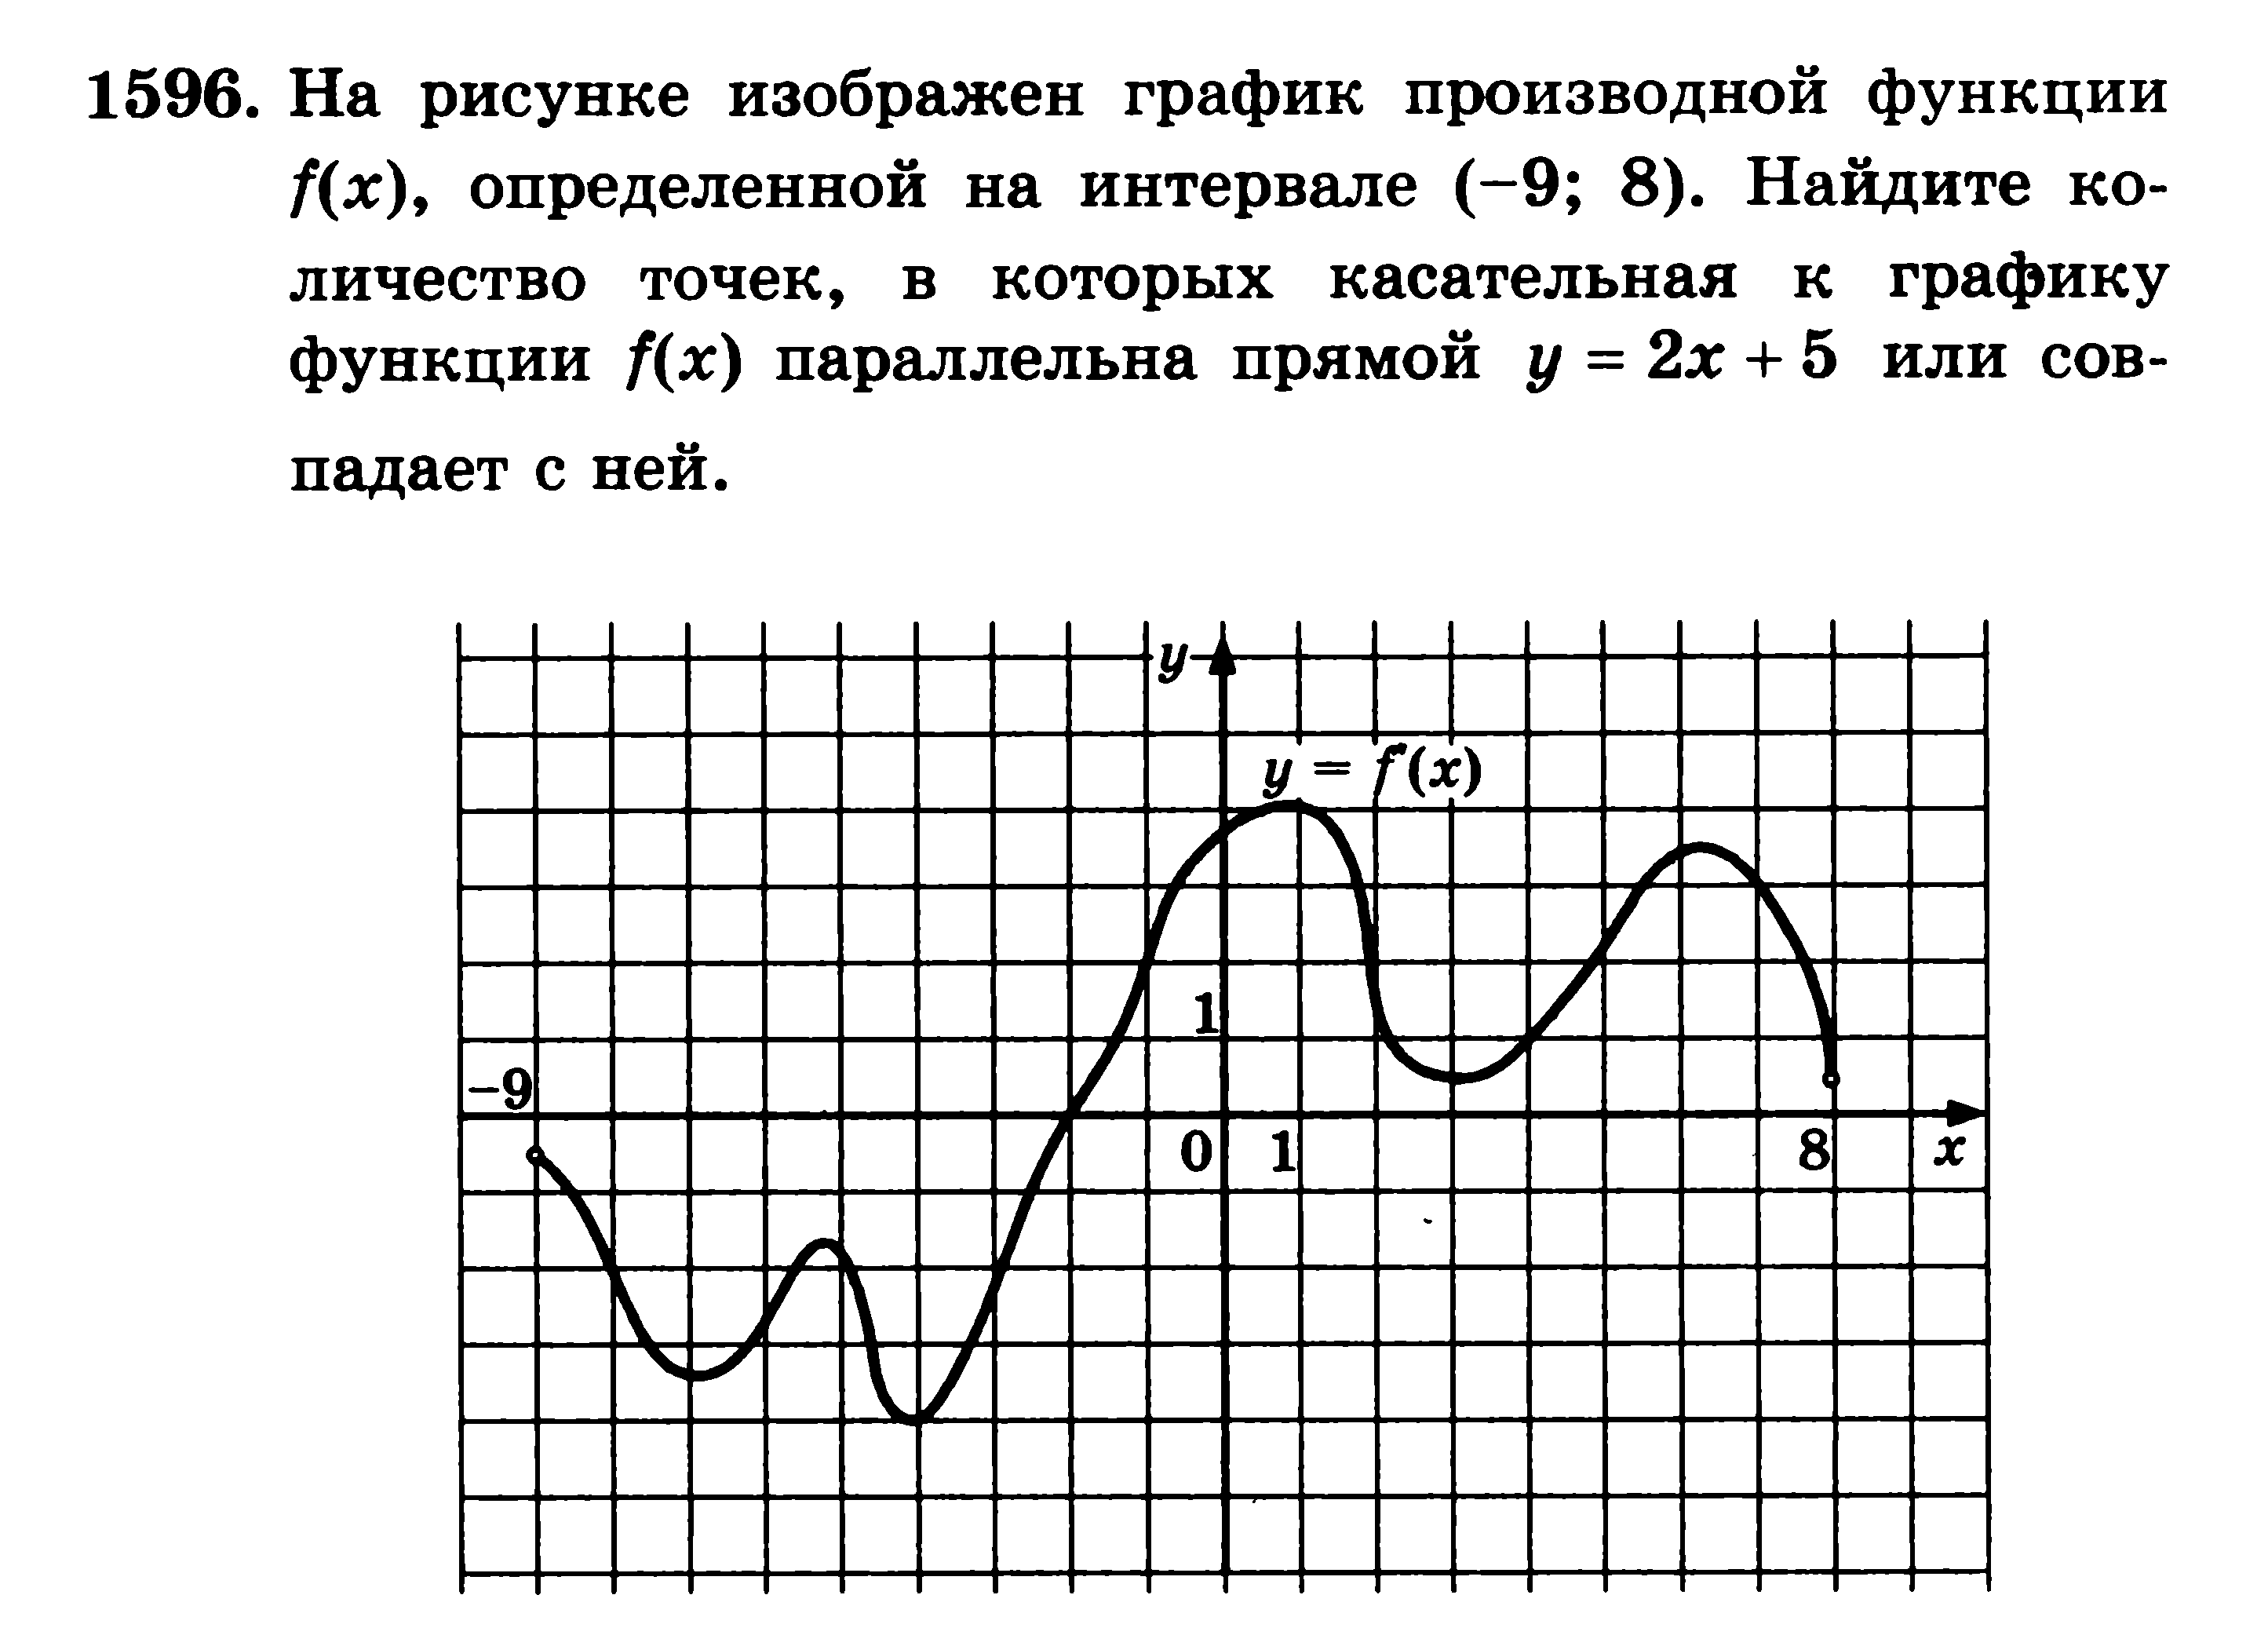 1596. На рисунке изображен график производной функции
f(x), определенной на интервале (−9; 8). Найдите ко-
личество точек, в которых касательная к графику
функции f(x) параллельна прямой y = 2x + 5 или сов-
падает с ней.
y
y = f'(x)
1
−9
0 1 8 x